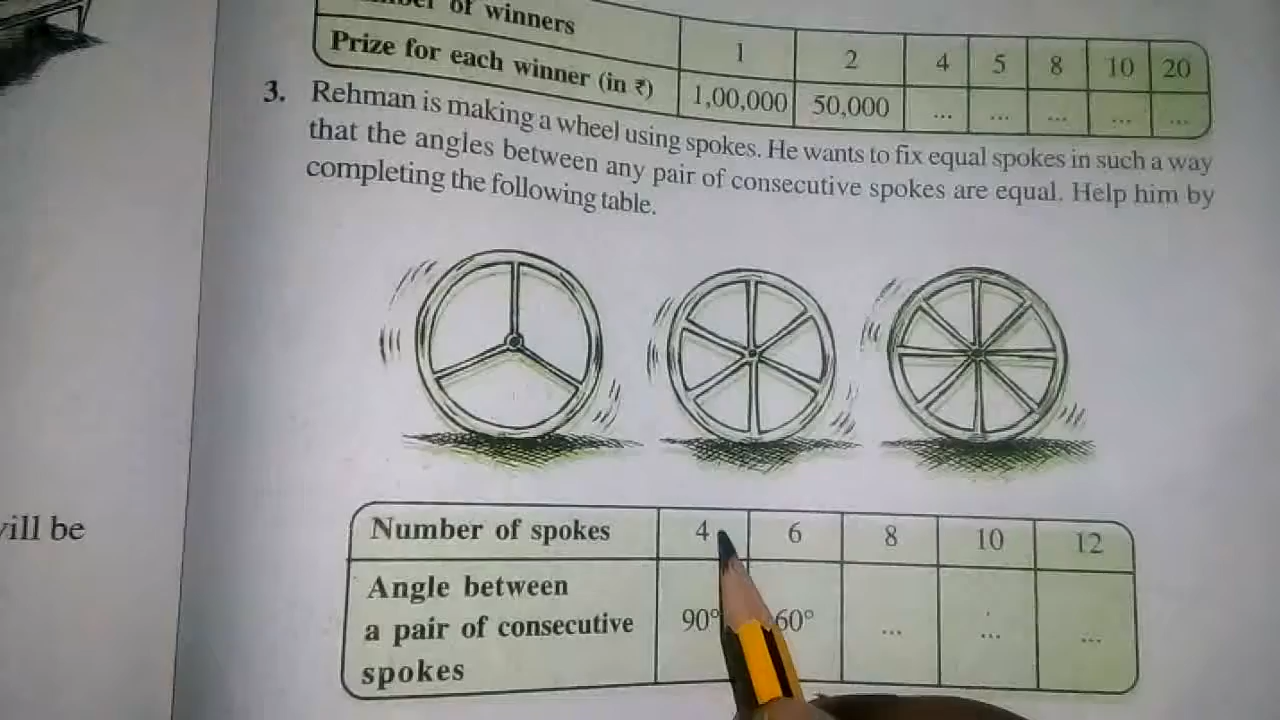 of winners 1 2 4 5 8 10 20
Prize for each winner (in ₹) 1,00,000 50,000 ... ... ... ... ...
3. Rehman is making a wheel using spokes. He wants to fix equal spokes in such a way
that the angles between any pair of consecutive spokes are equal. Help him by
completing the following table.
will be
Number of spokes 4 6 8 10 12
Angle between
a pair of consecutive 90° 60° ... ... ...
spokes